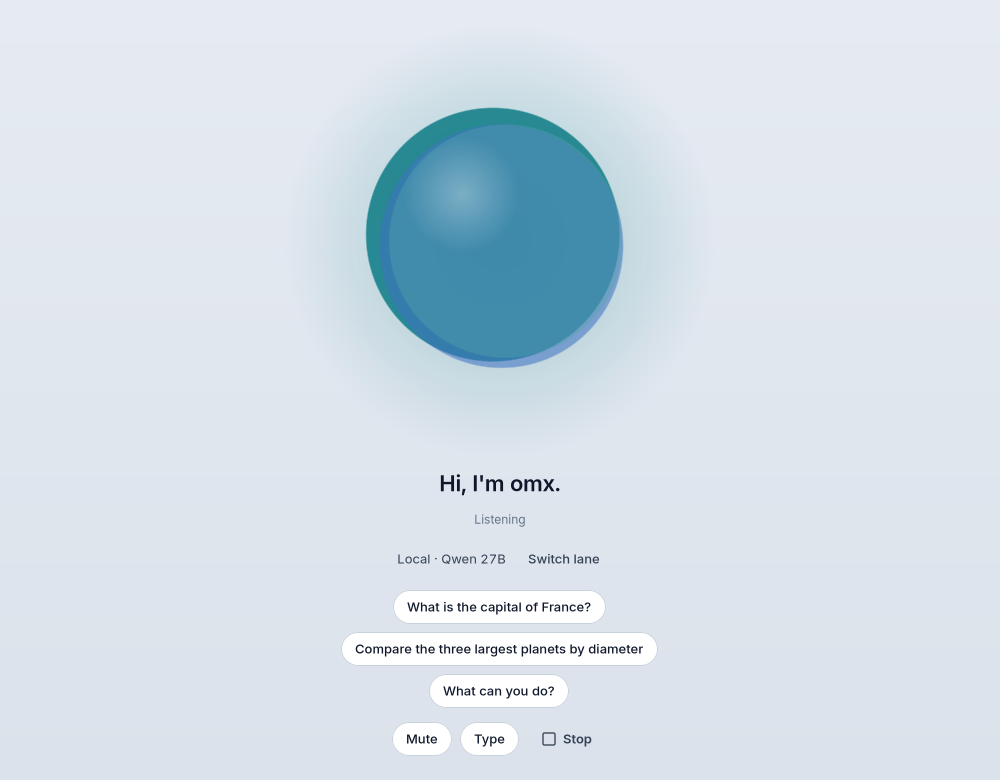 Hi, I'm omx.
Listening
Local · Qwen 27B Switch lane
What is the capital of France?
Compare the three largest planets by diameter
What can you do?
Mute Type Stop